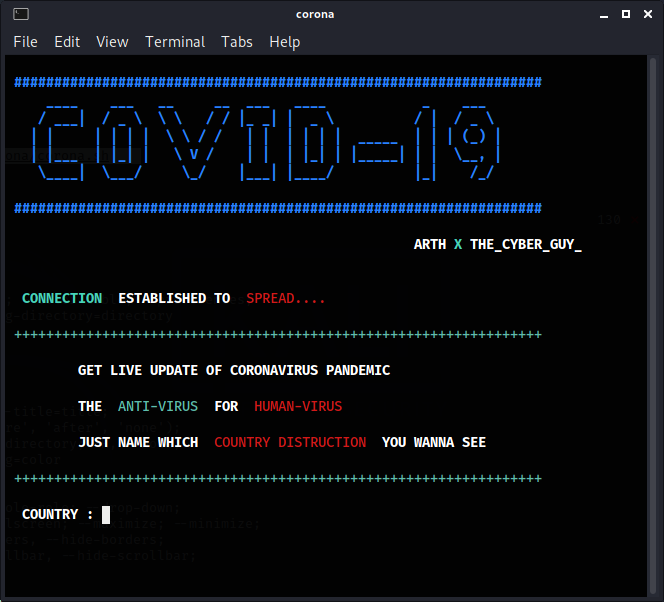 corona
File Edit View Terminal Tabs Help
##################################################################
COVID-19
##################################################################
ARTH X THE_CYBER_GUY_
CONNECTION ESTABLISHED TO SPREAD....
++++++++++++++++++++++++++++++++++++++++++++++++++++++++++++++++++
GET LIVE UPDATE OF CORONAVIRUS PANDEMIC
THE ANTI-VIRUS FOR HUMAN-VIRUS
JUST NAME WHICH COUNTRY DISTRUCTION YOU WANNA SEE
++++++++++++++++++++++++++++++++++++++++++++++++++++++++++++++++++
COUNTRY :